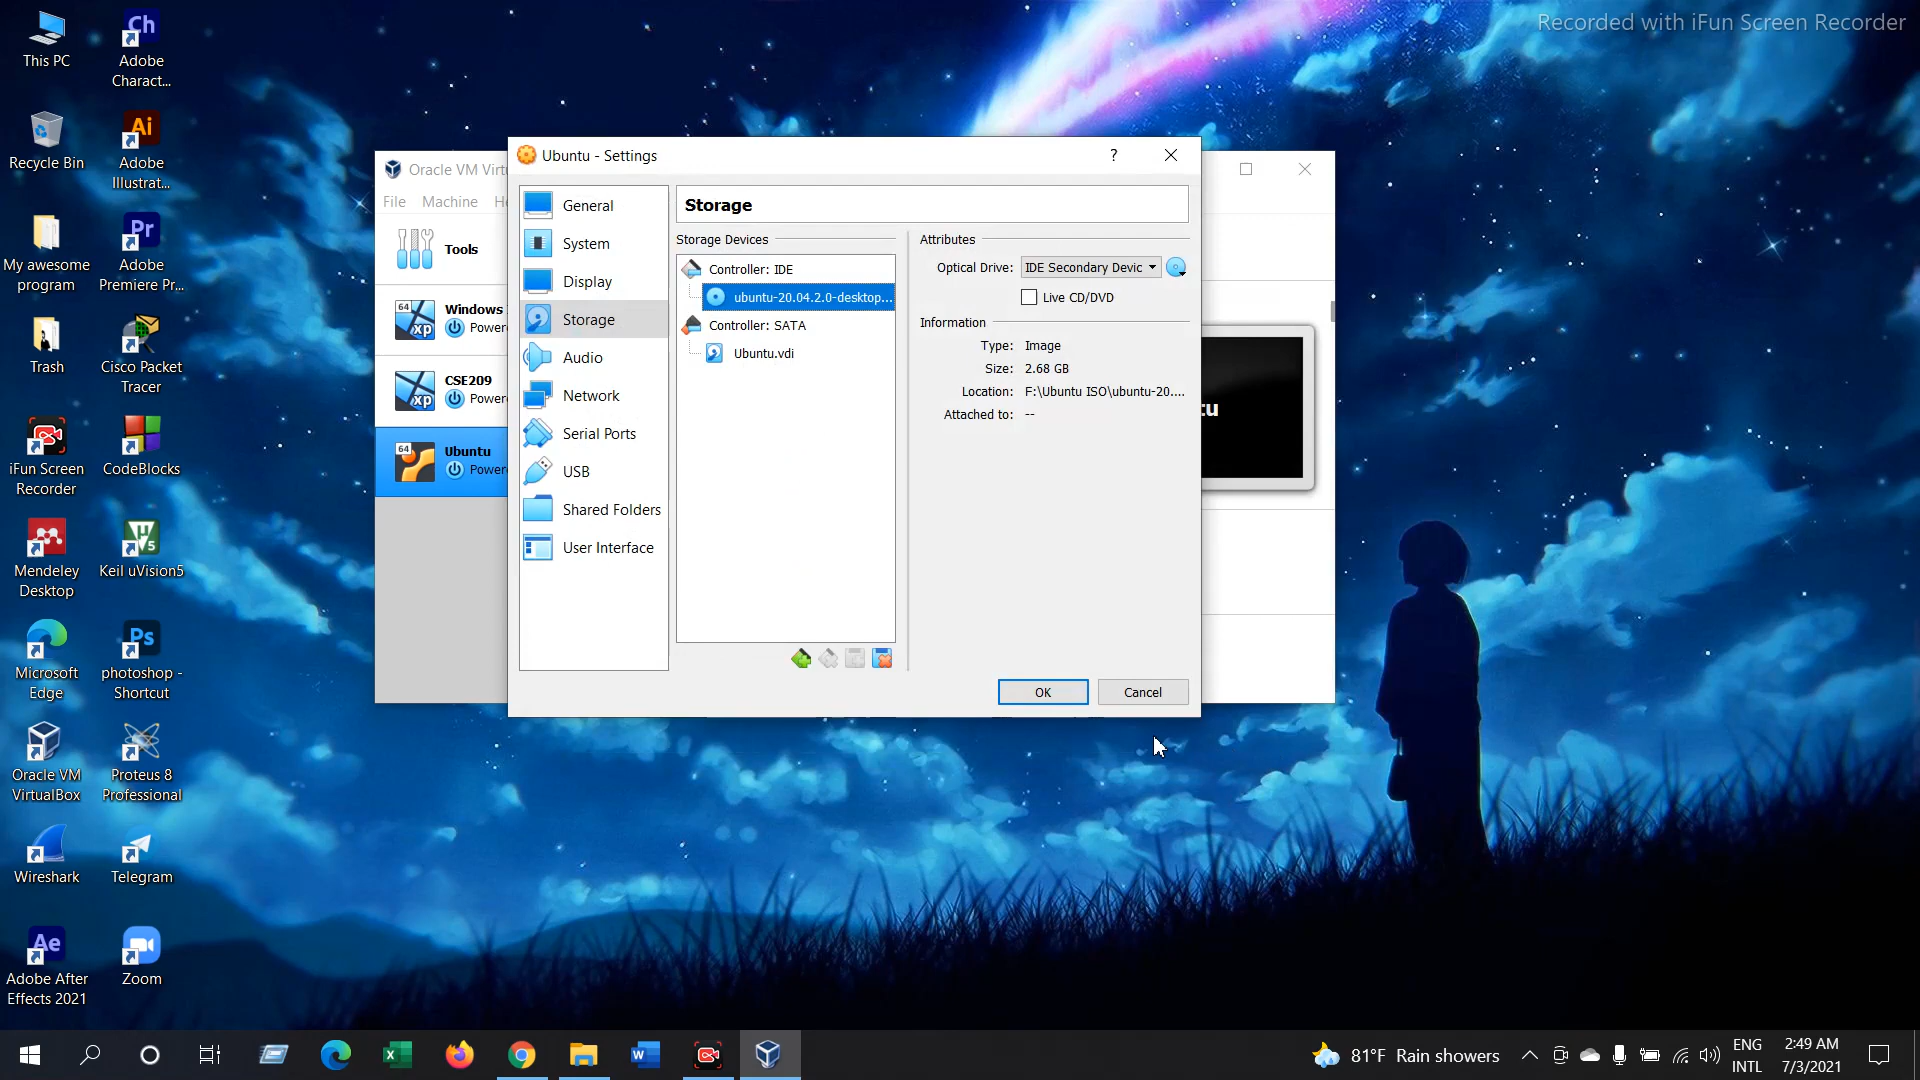 Recorded with iFun Screen Recorder
This PC
Adobe
Charact...
Recycle Bin
Adobe
Illustrat...
My awesome
program
Adobe
Premiere Pr...
Trash
Cisco Packet
Tracer
iFun Screen
Recorder
CodeBlocks
Mendeley
Desktop
Keil uVision5
Microsoft
Edge
photoshop -
Shortcut
Oracle VM
VirtualBox
Proteus 8
Professional
Wireshark
Telegram
Adobe After
Effects 2021
Zoom
Oracle VM Virtu
File Machine He
Tools
Windows
Power
CSE209
Power
Ubuntu
Power
tu
Ubuntu - Settings
General
System
Display
Storage
Audio
Network
Serial Ports
USB
Shared Folders
User Interface
Storage
Storage Devices
Controller: IDE
ubuntu-20.04.2.0-desktop...
Controller: SATA
Ubuntu.vdi
Attributes
Optical Drive: IDE Secondary Devic
Live CD/DVD
Information
Type: Image
Size: 2.68 GB
Location: F:\Ubuntu ISO\ubuntu-20....
Attached to: --
OK Cancel
81°F Rain showers
ENG
INTL
2:49 AM
7/3/2021